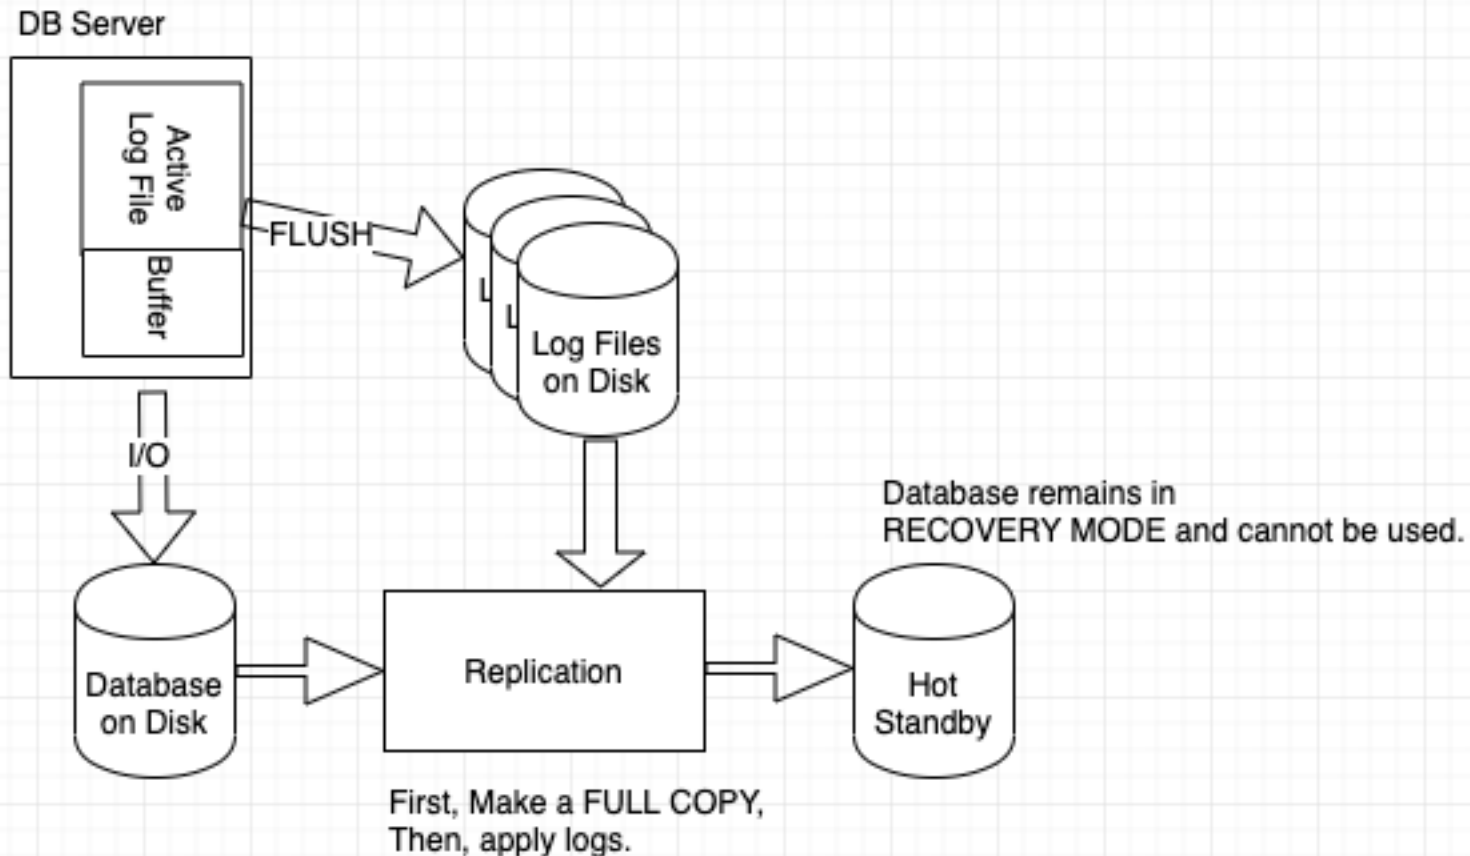 DB Server
Active
Log File
Buffer
FLUSH
L
L
Log Files
on Disk
I/O
Database remains in
RECOVERY MODE and cannot be used.
Database
on Disk
Replication
Hot
Standby
First, Make a FULL COPY,
Then, apply logs.